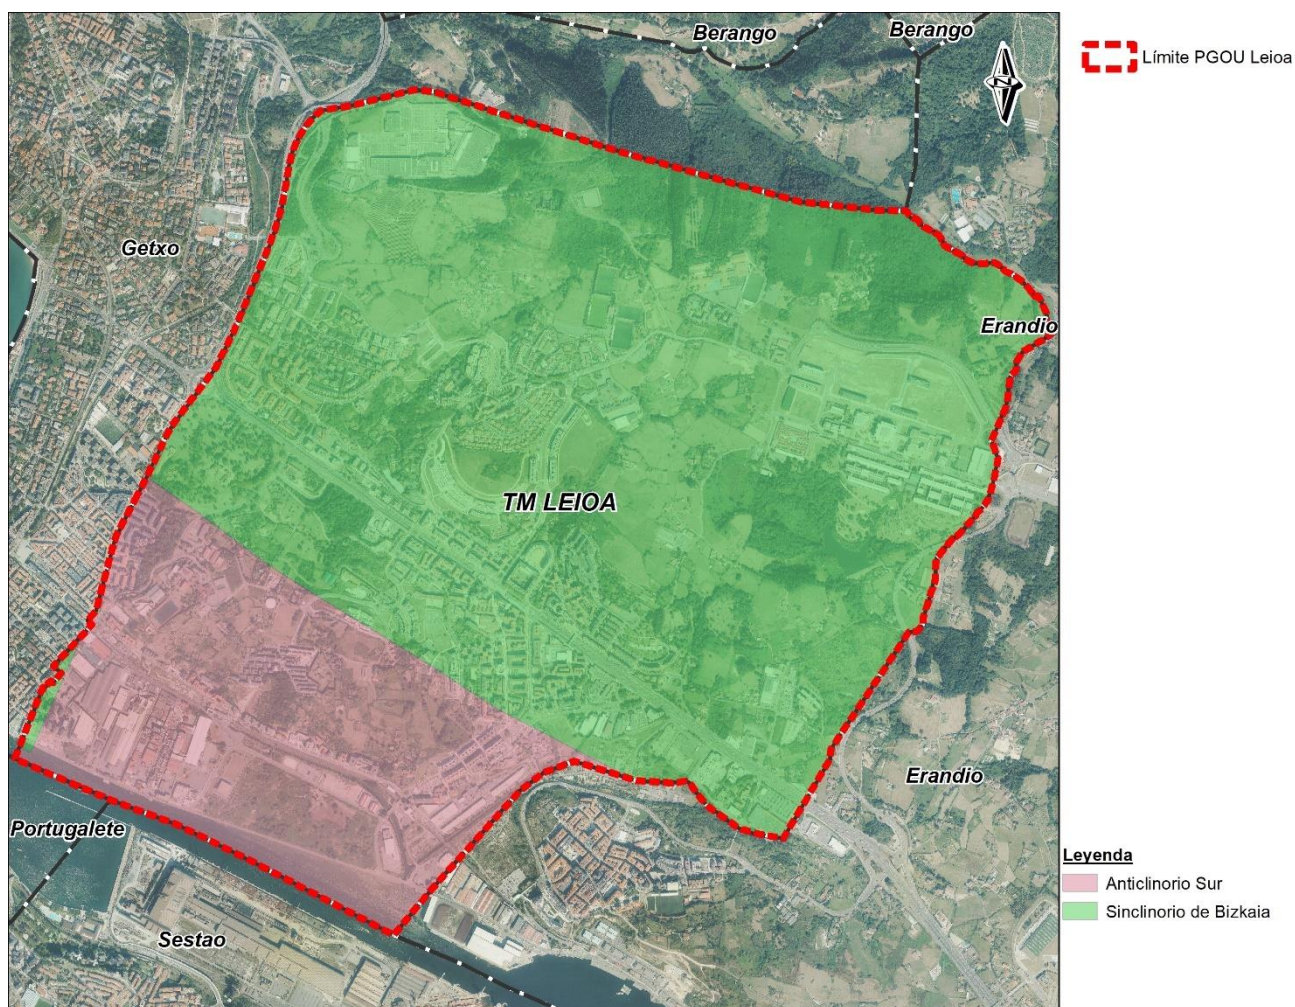 Berango
Berango
Límite PGOU Leioa
Getxo
Erandio
TM LEIOA
Erandio
Portugalete
Sestao
Leyenda
Anticlinorio Sur
Sinclinorio de Bizkaia